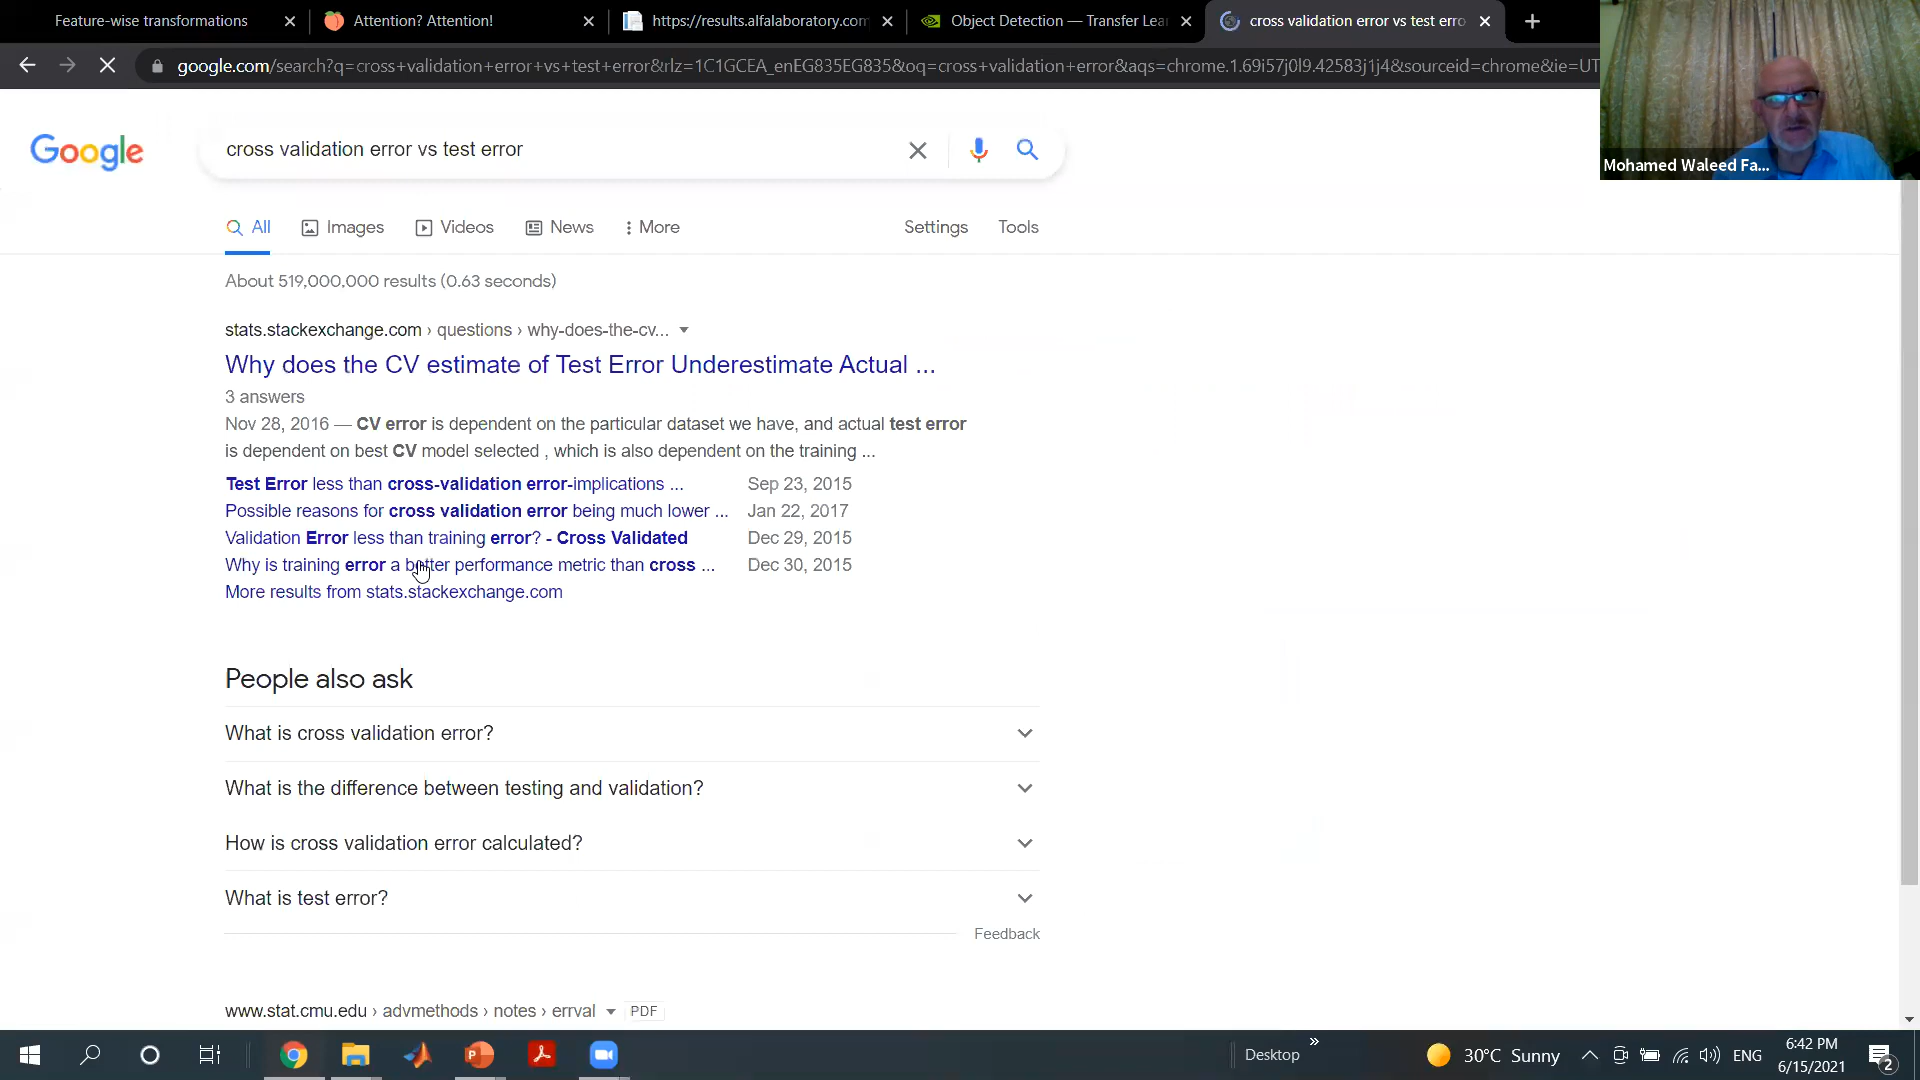 Feature-wise transformations
Attention? Attention!
https://results.alfalaboratory.com
Object Detection — Transfer Lea
cross validation error vs test erro
google.com/search?q=cross+validation+error+vs+test+error&rlz=1C1GCEA_enEG835EG835&oq=cross+validation+error&aqs=chrome.1.69i57j0l9.42583j1j4&sourceid=chrome&ie=UT
Mohamed Waleed Fa...
Google
cross validation error vs test error
All
Images
Videos
News
More
Settings
Tools
About 519,000,000 results (0.63 seconds)
stats.stackexchange.com › questions › why-does-the-cv...
Why does the CV estimate of Test Error Underestimate Actual ...
3 answers
Nov 28, 2016 — CV error is dependent on the particular dataset we have, and actual test error
is dependent on best CV model selected , which is also dependent on the training ...
Test Error less than cross-validation error-implications ... Sep 23, 2015
Possible reasons for cross validation error being much lower ... Jan 22, 2017
Validation Error less than training error? - Cross Validated Dec 29, 2015
Why is training error a better performance metric than cross ... Dec 30, 2015
More results from stats.stackexchange.com
People also ask
What is cross validation error?
What is the difference between testing and validation?
How is cross validation error calculated?
What is test error?
Feedback
www.stat.cmu.edu › advmethods › notes › errval PDF
Desktop
30°C Sunny
ENG
6:42 PM
6/15/2021
2